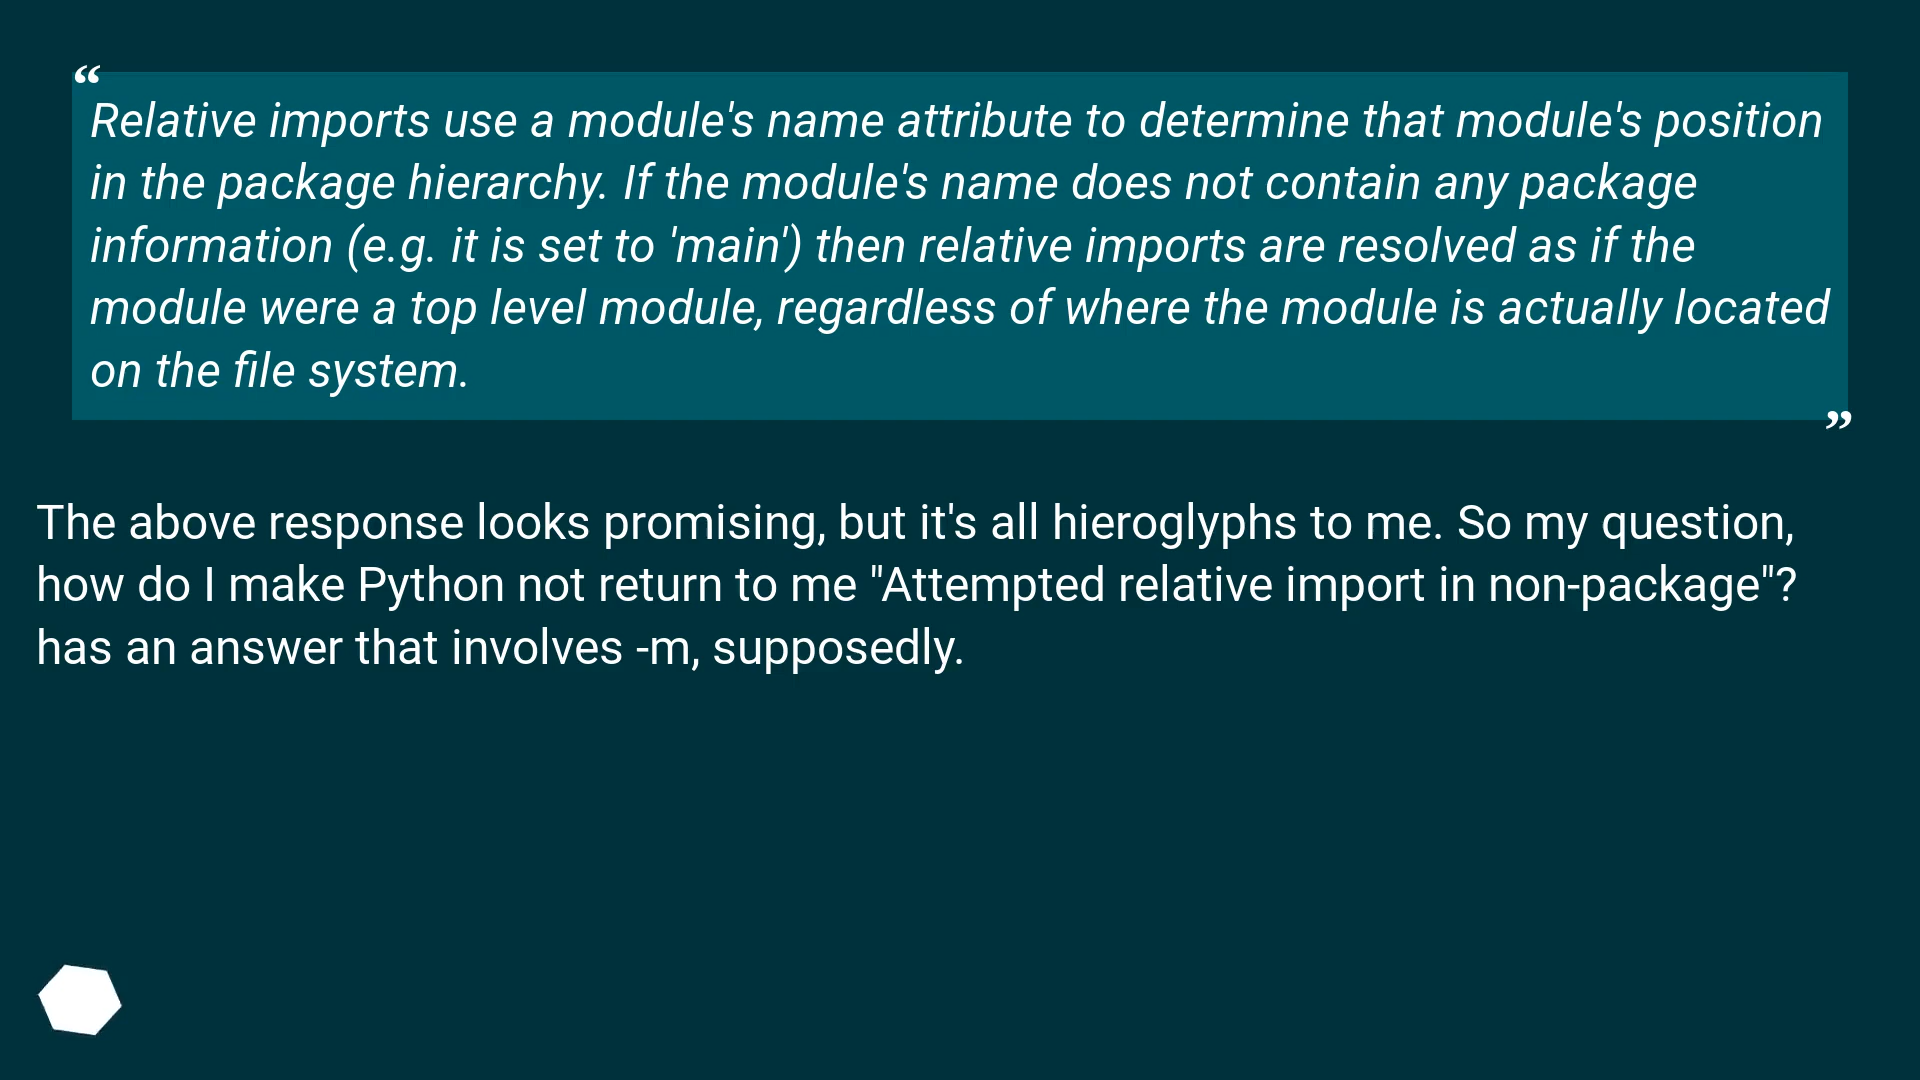 “
Relative imports use a module's name attribute to determine that module's position
in the package hierarchy. If the module's name does not contain any package
information (e.g. it is set to 'main') then relative imports are resolved as if the
module were a top level module, regardless of where the module is actually located
on the file system.
”
The above response looks promising, but it's all hieroglyphs to me. So my question,
how do I make Python not return to me "Attempted relative import in non-package"?
has an answer that involves -m, supposedly.